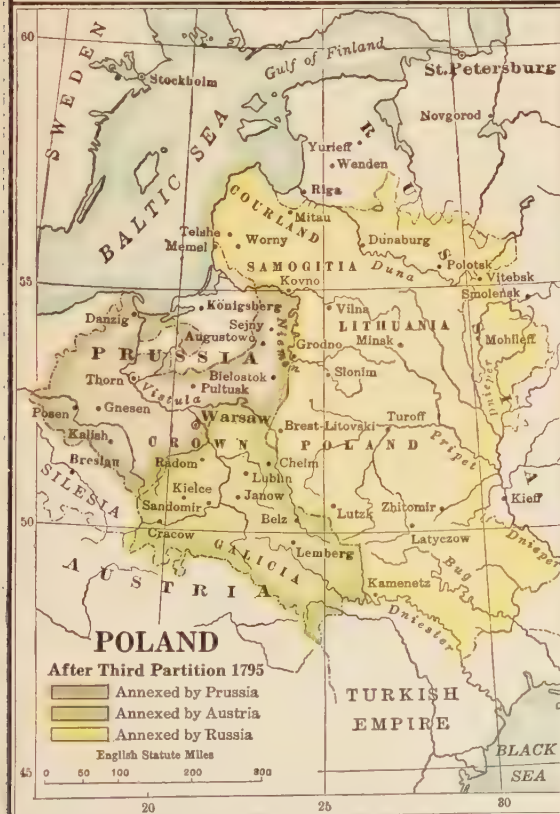 60
Gulf of Finland
St. Petersburg
Stockholm
SWEDEN
Novgorod
Yurieff
Wenden
BALTIC SEA
Riga
RUSSIA
COURLAND
Mitau
Telshe
Memel
Worny
Dunaburg
SAMOGITIA
Duna
Polotsk
Vitebsk
55
Kovno
Smolensk
Königsberg
Danzig
Vilna
Sejny
LITHUANIA
Augustowo
Niemen
Minsk
Mohileff
PRUSSIA
Grodno
Thorn
Bielostok
Slonim
Dnieper
Vistula
Pultusk
Posen
Gnesen
Warsaw
Turoff
Brest-Litovski
Kalish
CROWN POLAND
Pripet
Breslau
Radom
Chelm
Lublin
SILESIA
Kielce
Janow
Lutzk
Zhitomir
Kieff
Sandomir
50
Belz
Latyczow
Dnieper
Cracow
GALICIA
Lemberg
Bug
AUSTRIA
Kamenetz
Dniester
POLAND
After Third Partition 1795
Annexed by Prussia
Annexed by Austria
Annexed by Russia
English Statute Miles
0 50 100 200 300
TURKISH
EMPIRE
BLACK
SEA
45
20 25 30